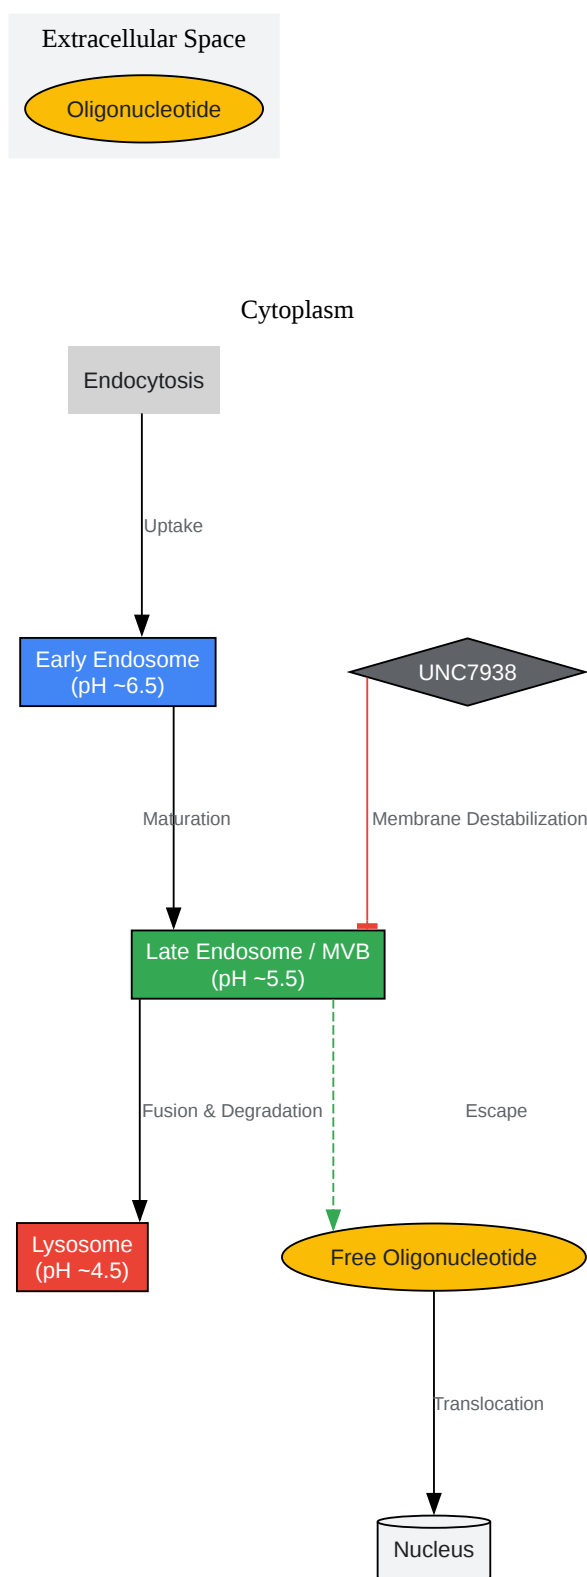 Extracellular Space
Oligonucleotide
Cytoplasm
Endocytosis
Uptake
Early Endosome
(pH ~6.5)
UNC7938
Maturation
Membrane Destabilization
Late Endosome / MVB
(pH ~5.5)
Fusion & Degradation
Escape
Lysosome
(pH ~4.5)
Free Oligonucleotide
Translocation
Nucleus